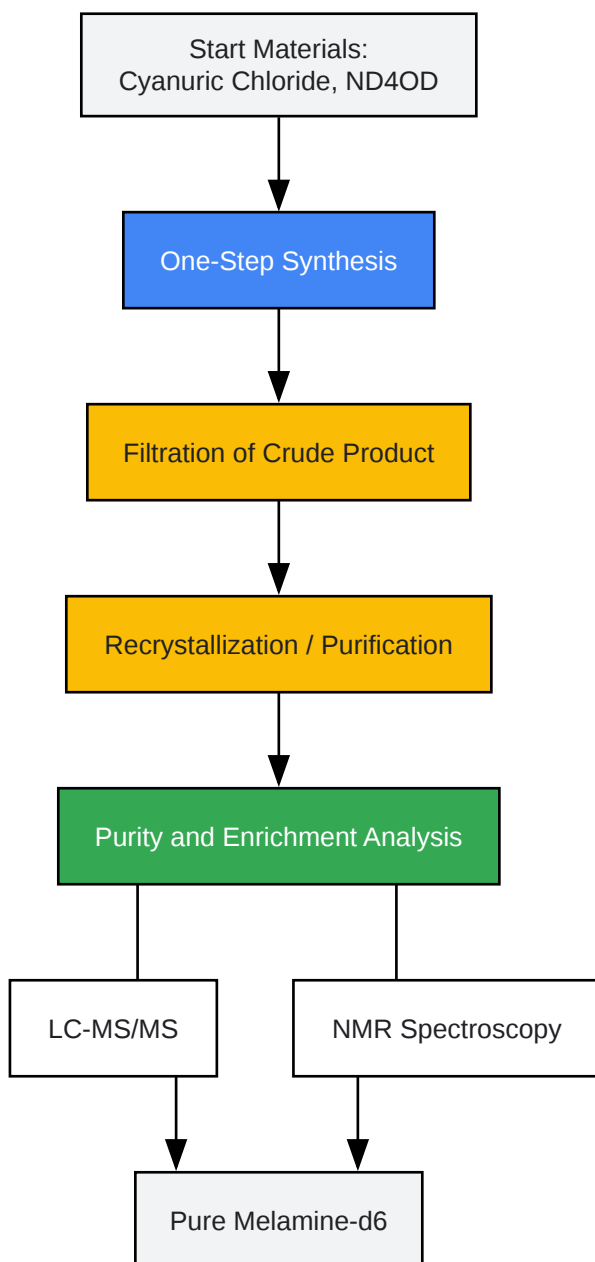 Start Materials:
Cyanuric Chloride, ND4OD
One-Step Synthesis
Filtration of Crude Product
Recrystallization / Purification
Purity and Enrichment Analysis
LC-MS/MS
NMR Spectroscopy
Pure Melamine-d6